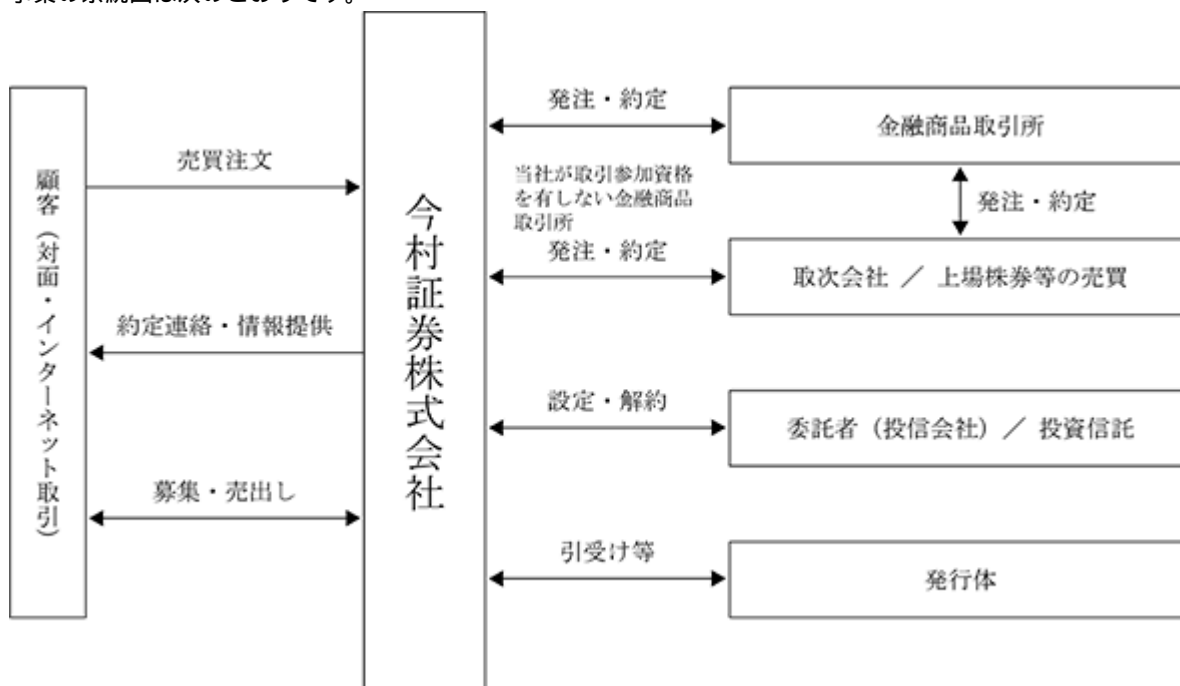 事業の系統図は次のとおりです。
顧客（対面・インターネット取引）
売買注文
約定連絡・情報提供
募集・売出し
今村証券株式会社
発注・約定
当社が取引参加資格
を有しない金融商品
取引所
発注・約定
設定・解約
引受け等
金融商品取引所
発注・約定
取次会社 ／ 上場株券等の売買
委託者（投信会社）／ 投資信託
発行体